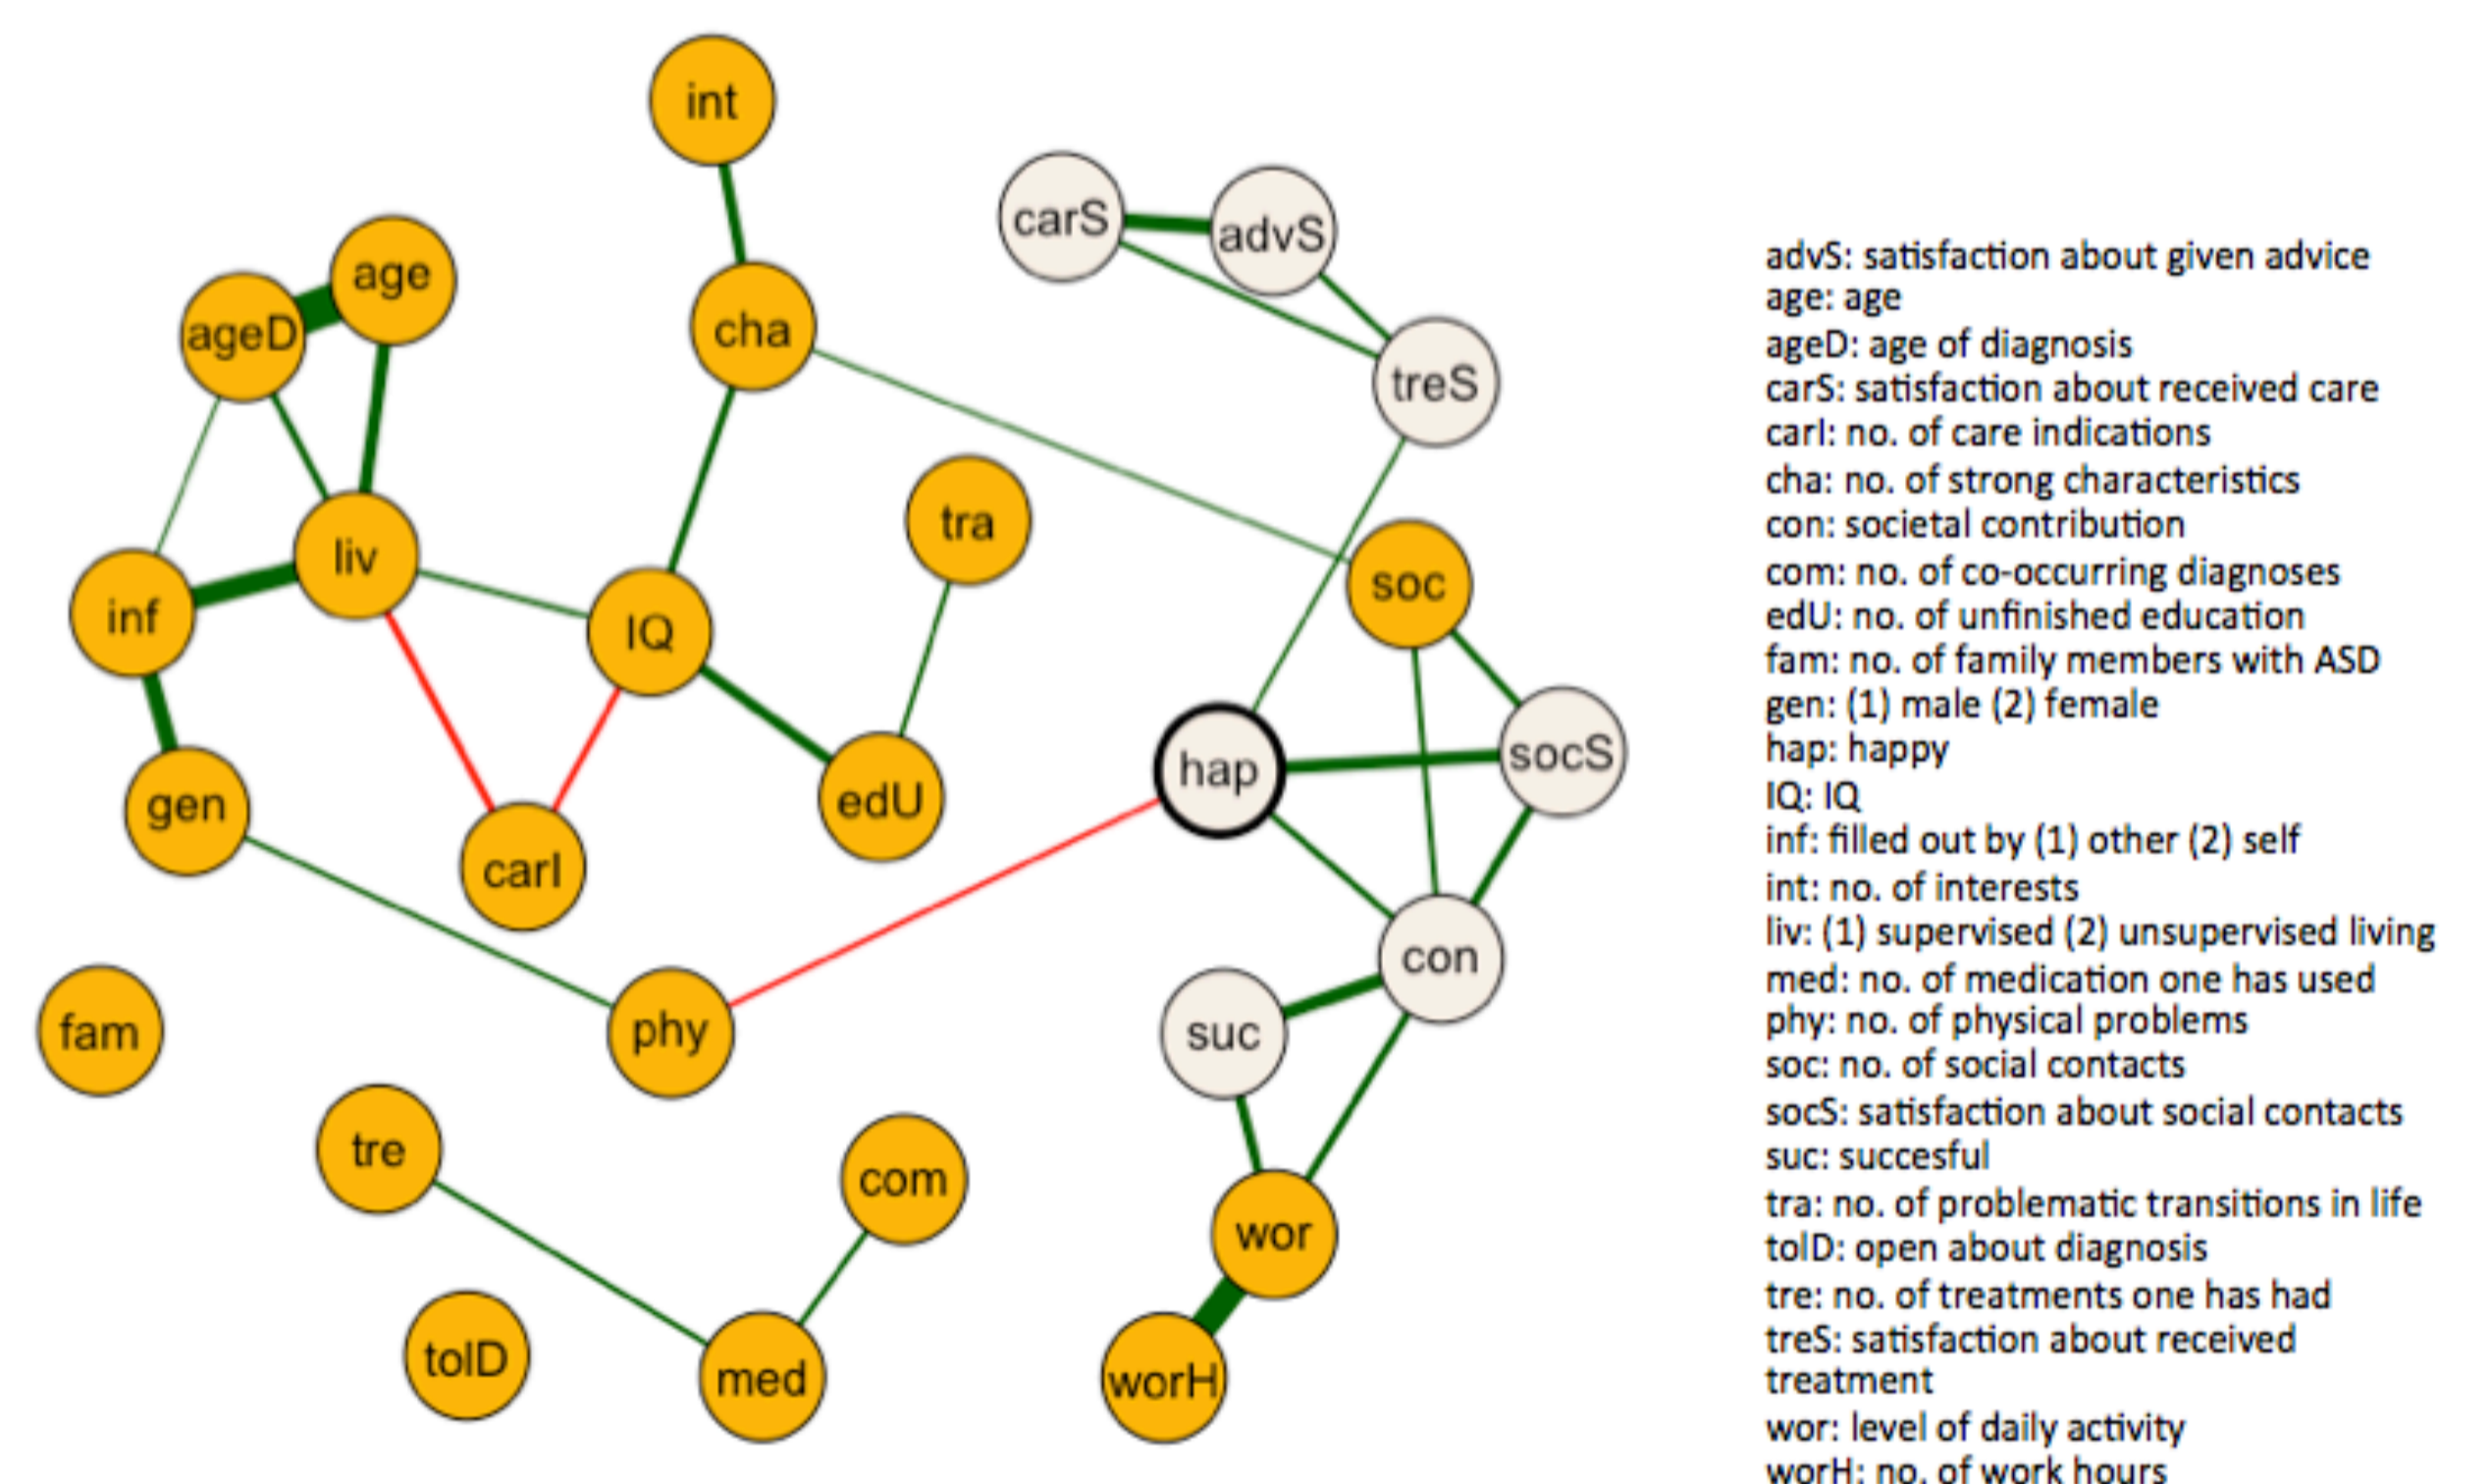 int
carS
advS
age
ageD
cha
treS
tra
liv
soc
inf
IQ
hap
socS
edU
gen
carI
con
fam
phy
suc
tre
com
wor
tolD
med
worH
advS: satisfaction about given advice
age: age
ageD: age of diagnosis
carS: satisfaction about received care
carI: no. of care indications
cha: no. of strong characteristics
con: societal contribution
com: no. of co-occurring diagnoses
edU: no. of unfinished education
fam: no. of family members with ASD
gen: (1) male (2) female
hap: happy
IQ: IQ
inf: filled out by (1) other (2) self
int: no. of interests
liv: (1) supervised (2) unsupervised living
med: no. of medication one has used
phy: no. of physical problems
soc: no. of social contacts
socS: satisfaction about social contacts
suc: succesful
tra: no. of problematic transitions in life
tolD: open about diagnosis
tre: no. of treatments one has had
treS: satisfaction about received
treatment
wor: level of daily activity
worH: no. of work hours